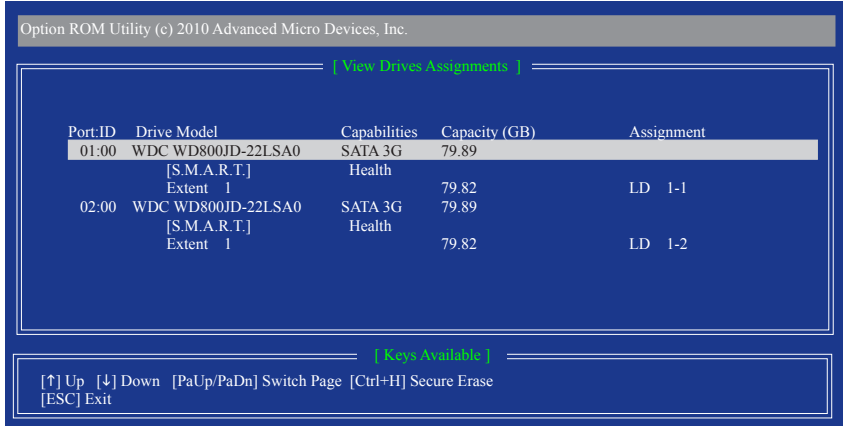 Option ROM Utility (c) 2010 Advanced Micro Devices, Inc.
[ View Drives Assignments ]
Port:ID Drive Model Capabilities Capacity (GB) Assignment
01:00 WDC WD800JD-22LSA0 SATA 3G 79.89
[S.M.A.R.T.] Health
Extent 1 79.82 LD 1-1
02:00 WDC WD800JD-22LSA0 SATA 3G 79.89
[S.M.A.R.T.] Health
Extent 1 79.82 LD 1-2
[ Keys Available ]
[↑] Up [↓] Down [PaUp/PaDn] Switch Page [Ctrl+H] Secure Erase
[ESC] Exit